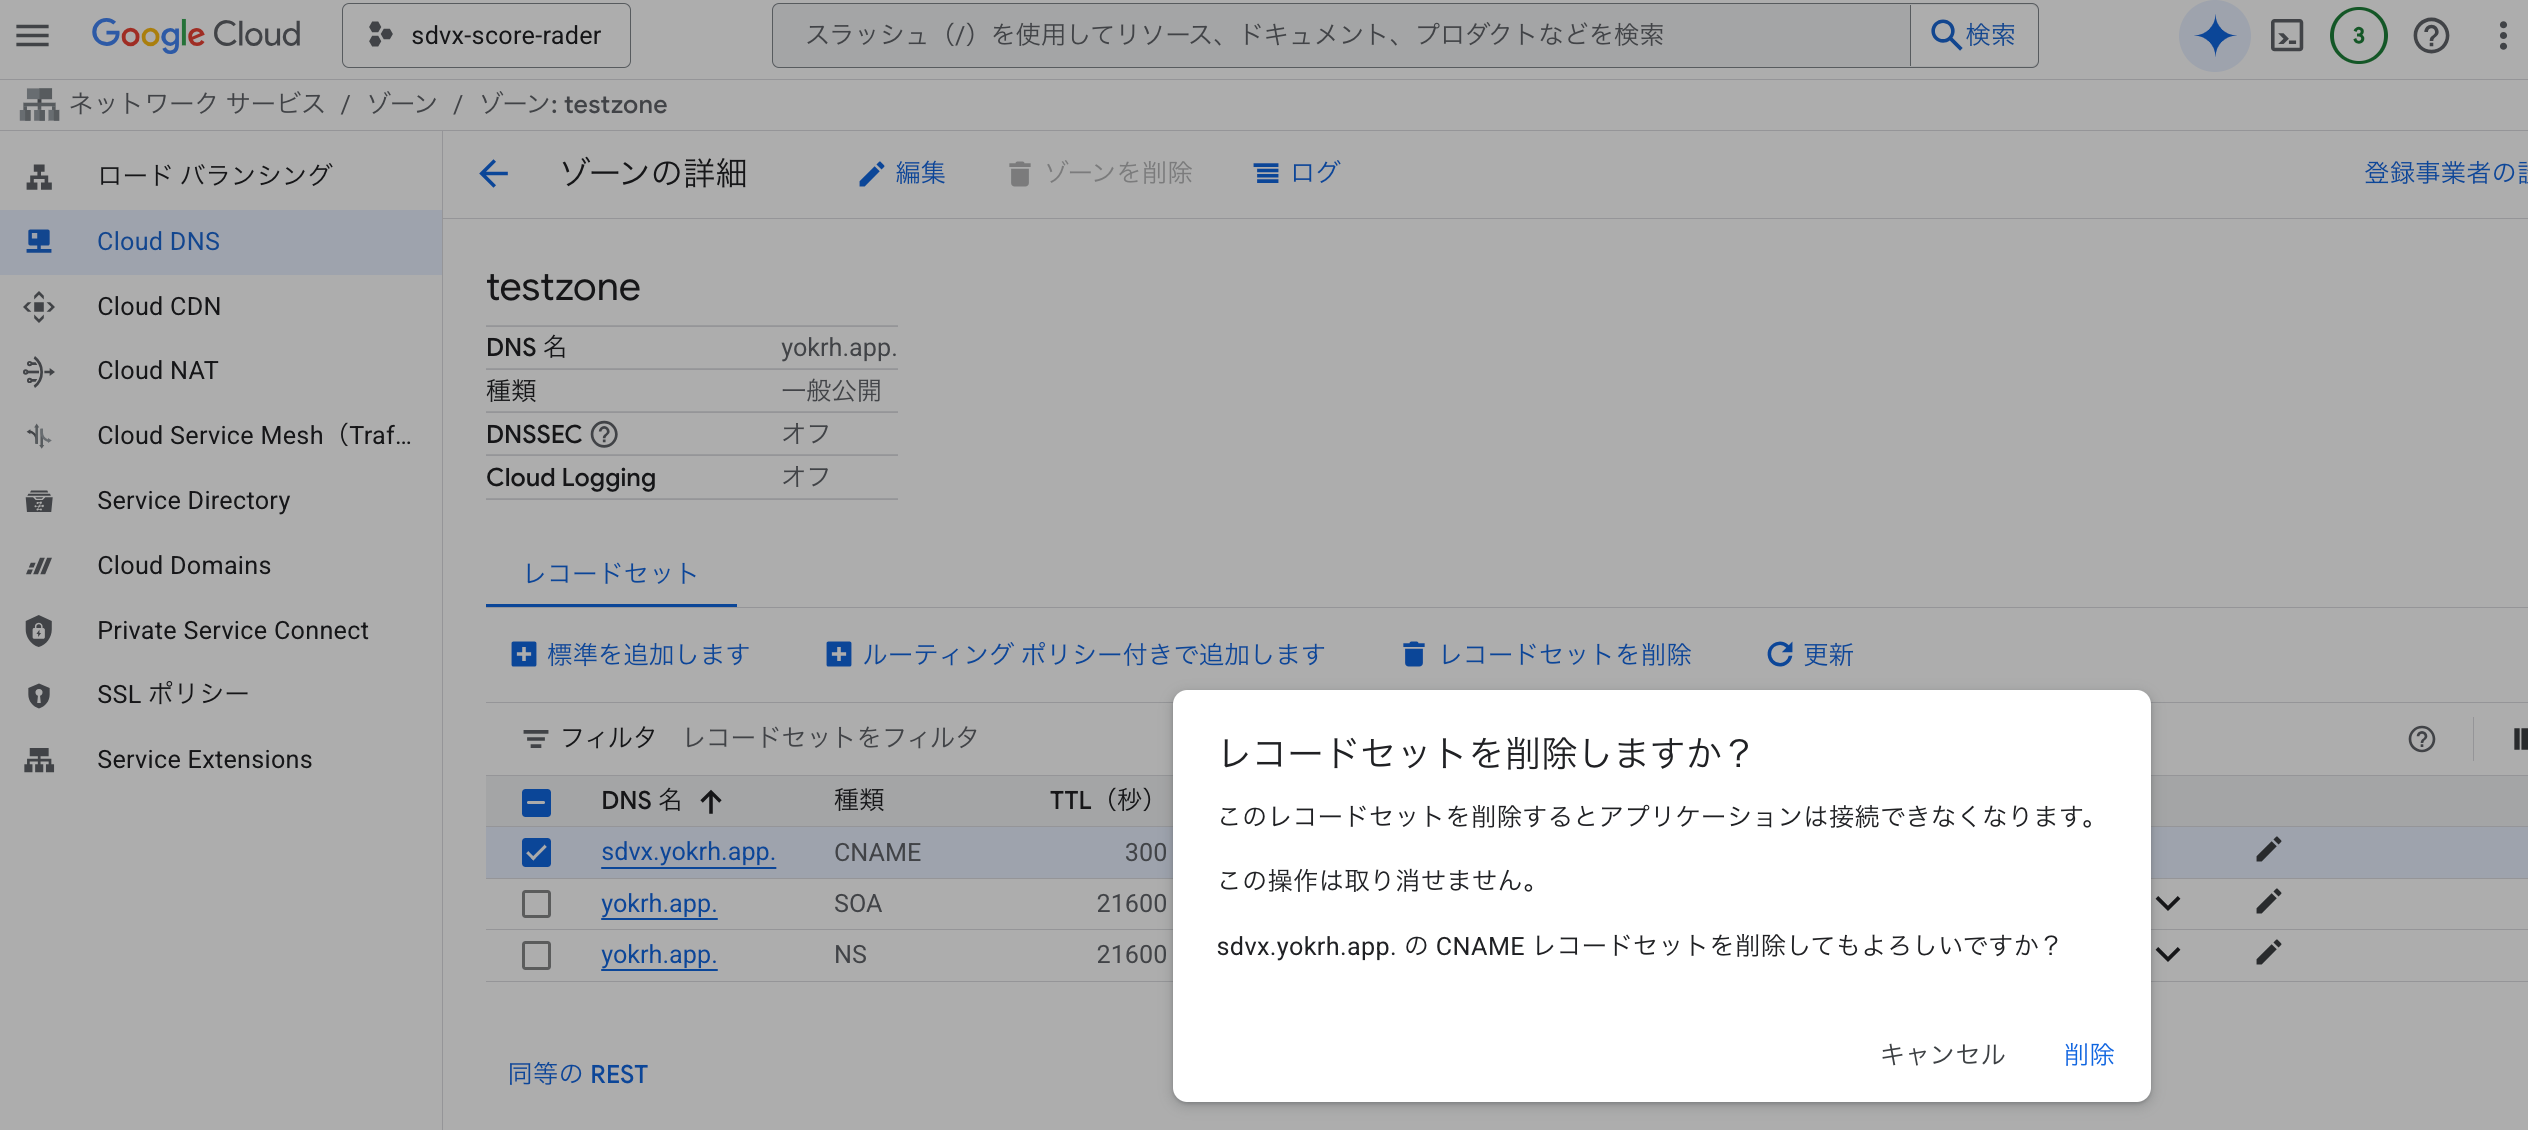 Google Cloud
sdvx-score-rader
スラッシュ（/）を使用してリソース、ドキュメント、プロダクトなどを検索
検索
3
ネットワーク サービス / ゾーン / ゾーン: testzone
ロード バランシング
Cloud DNS
Cloud CDN
Cloud NAT
Cloud Service Mesh（Traf...
Service Directory
Cloud Domains
Private Service Connect
SSL ポリシー
Service Extensions
ゾーンの詳細
編集
ゾーンを削除
ログ
登録事業者の
testzone
DNS 名 yokrh.app.
種類 一般公開
DNSSEC オフ
Cloud Logging オフ
レコードセット
標準を追加します
ルーティング ポリシー付きで追加します
レコードセットを削除
更新
フィルタ レコードセットをフィルタ
DNS 名 種類 TTL（秒）
sdvx.yokrh.app. CNAME 300
yokrh.app. SOA 21600
yokrh.app. NS 21600
同等の REST
レコードセットを削除しますか？
このレコードセットを削除するとアプリケーションは接続できなくなります。
この操作は取り消せません。
sdvx.yokrh.app. の CNAME レコードセットを削除してもよろしいですか？
キャンセル
削除